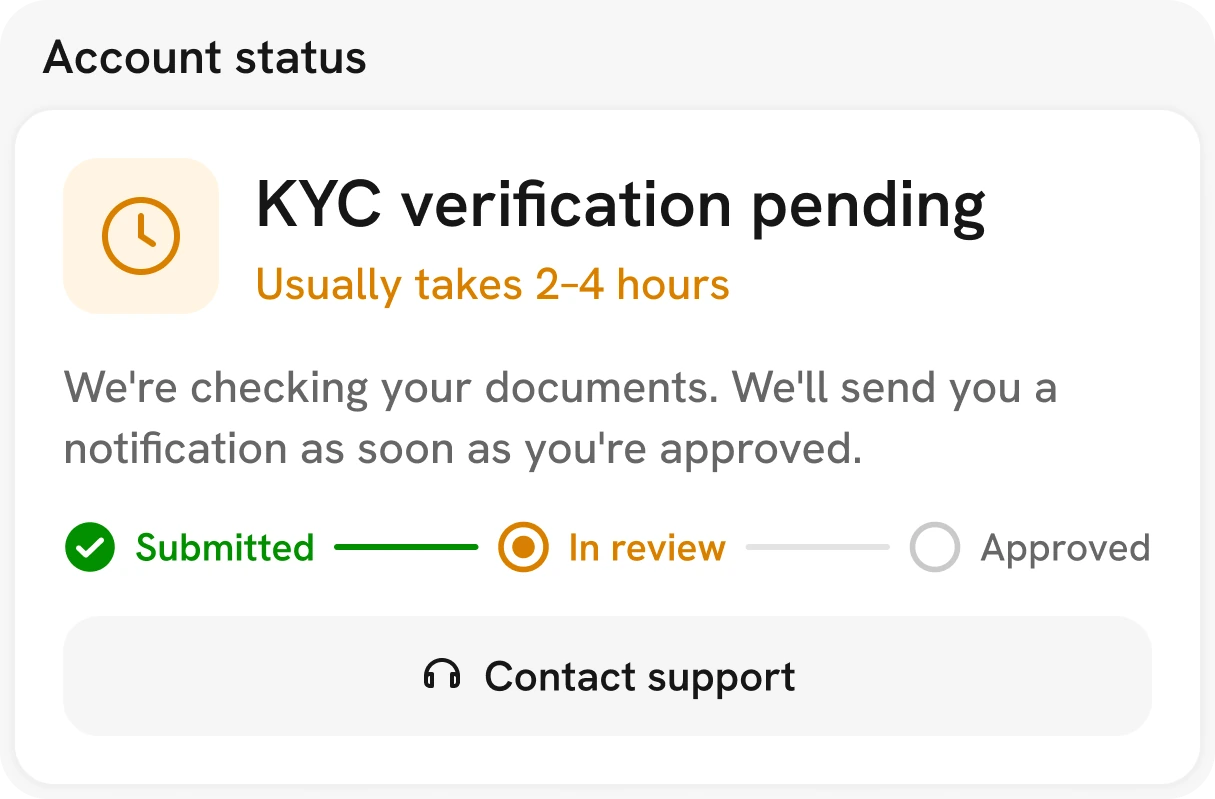 Account status
KYC verification pending
Usually takes 2–4 hours
We're checking your documents. We'll send you a
notification as soon as you're approved.
Submitted In review Approved
Contact support